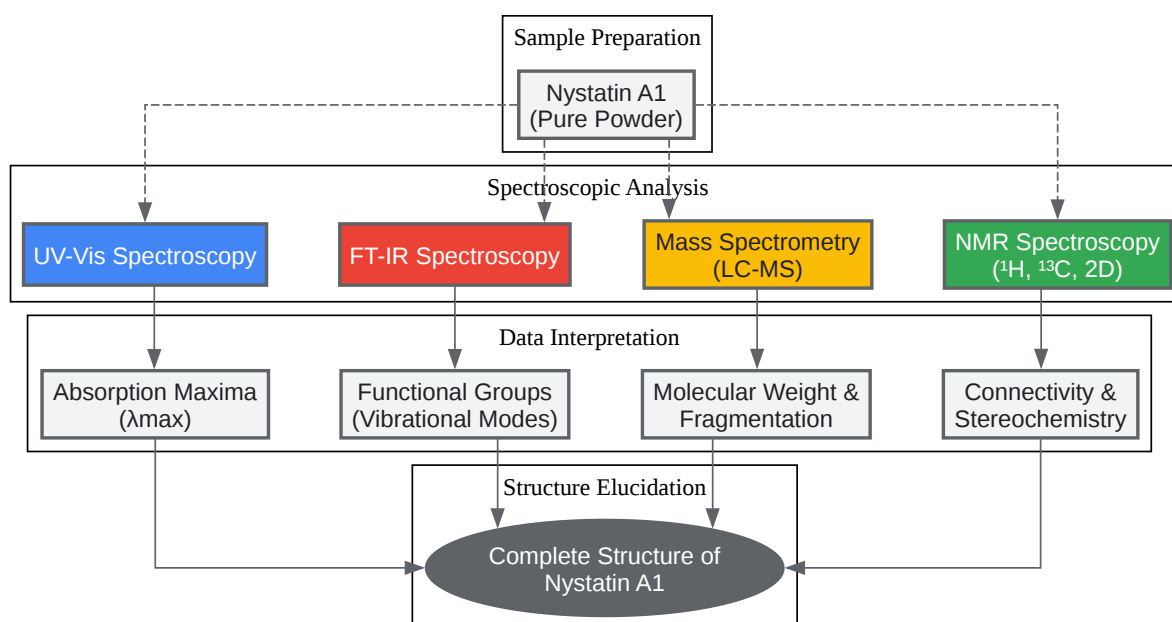 Sample Preparation
Nystatin A1
(Pure Powder)
Spectroscopic Analysis
UV-Vis Spectroscopy
FT-IR Spectroscopy
Mass Spectrometry
(LC-MS)
NMR Spectroscopy
(¹H, ¹³C, 2D)
Data Interpretation
Absorption Maxima
(λmax)
Functional Groups
(Vibrational Modes)
Molecular Weight &
Fragmentation
Connectivity &
Stereochemistry
Structure Elucidation
Complete Structure of
Nystatin A1